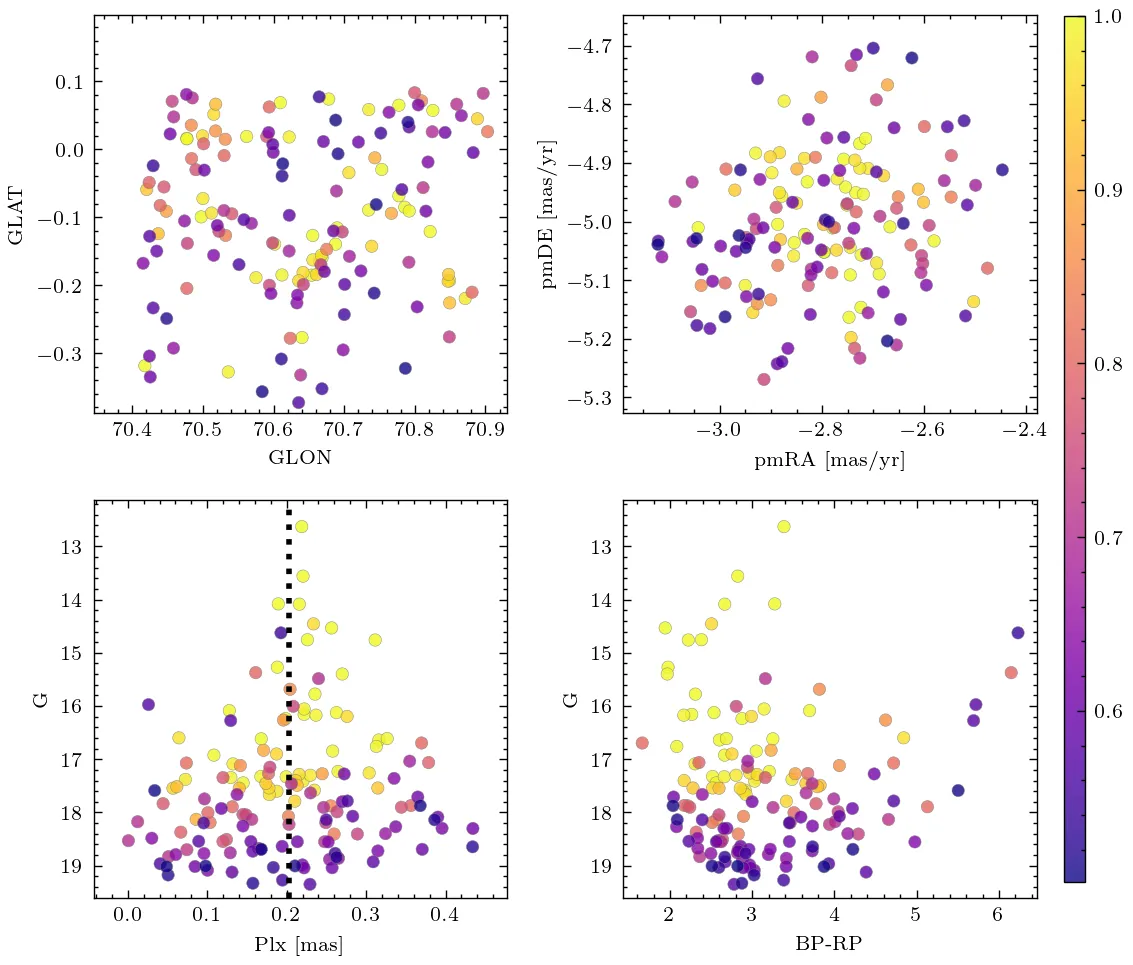 0.1
0.0
−0.1
−0.2
−0.3
GLAT
70.4 70.5 70.6 70.7 70.8 70.9
GLON
−4.7
−4.8
−4.9
−5.0
−5.1
−5.2
−5.3
pmDE [mas/yr]
−3.0 −2.8 −2.6 −2.4
pmRA [mas/yr]
1.0
0.9
0.8
0.7
0.6
13
14
15
16
17
18
19
G
0.0 0.1 0.2 0.3 0.4
Plx [mas]
13
14
15
16
17
18
19
G
2 3 4 5 6
BP-RP